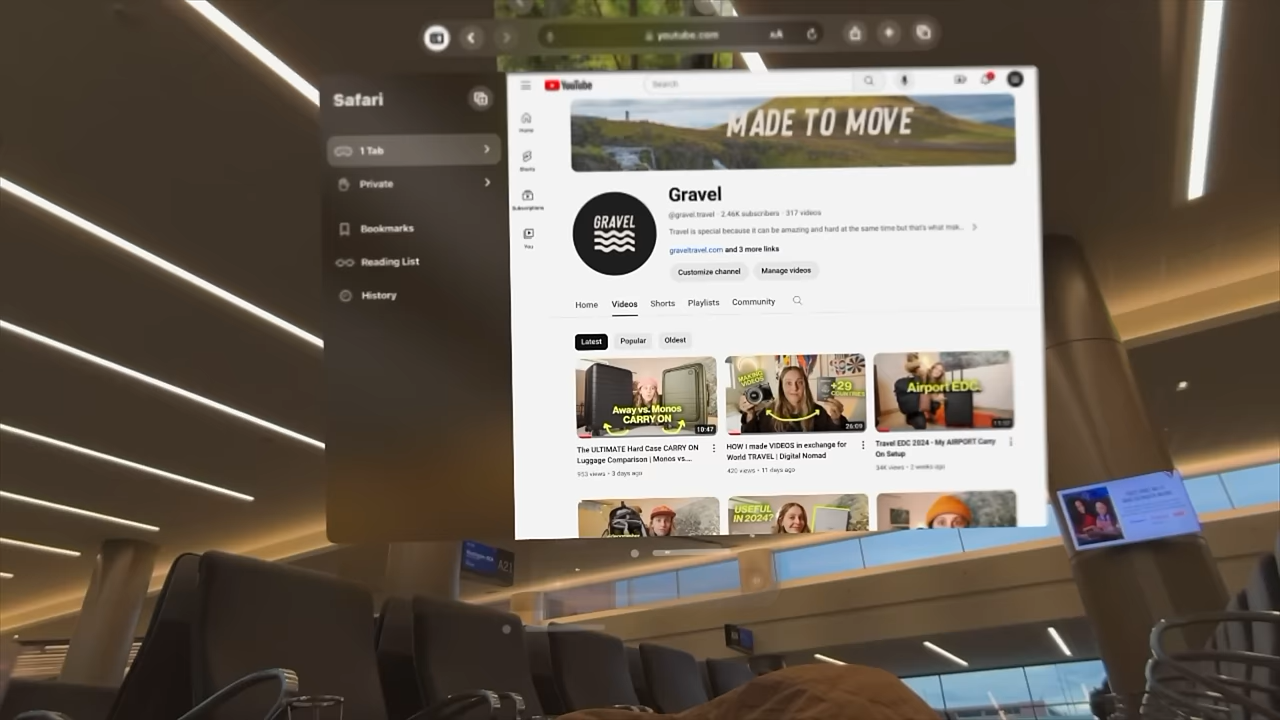 youtube.com
AA
Safari
1 Tab
Private
Bookmarks
Reading List
History
YouTube
Search
Home
Shorts
Subscriptions
You
MADE TO MOVE
GRAVEL
Gravel
@gravel.travel · 2.46K subscribers · 317 videos
Travel is special because it can be amazing and hard at the same time but that's what mak...
graveltravel.com and 3 more links
Customize channel
Manage videos
Home
Videos
Shorts
Playlists
Community
Latest
Popular
Oldest
Away vs. Monos
CARRY ON
10:47
The ULTIMATE Hard Case CARRY ON
Luggage Comparison | Monos vs....
953 views • 3 days ago
MAKING
VIDEOS
+29
COUNTRIES
26:09
HOW I made VIDEOS in exchange for
World TRAVEL | Digital Nomad
420 views • 11 days ago
Airport EDC.
Travel EDC 2024 - My AIRPORT Carry
On Setup
34K views • 2 weeks ago
USEFUL
IN 2024?
A21